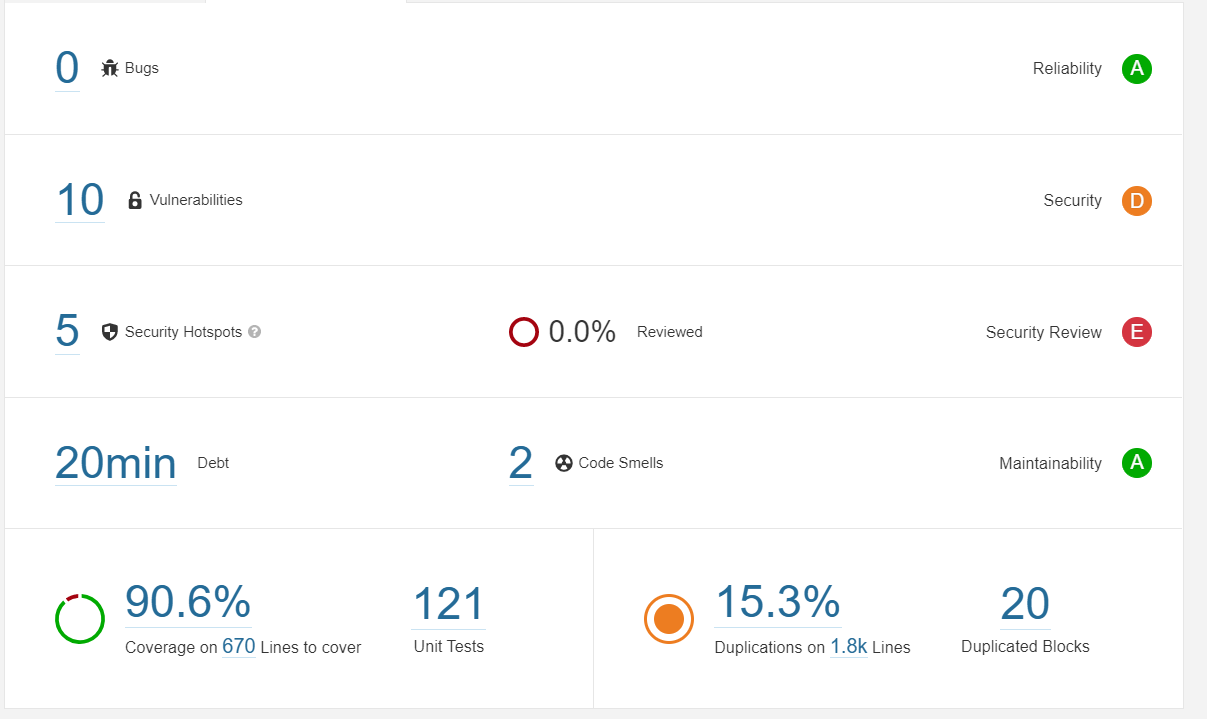 0 Bugs Reliability A
10 Vulnerabilities Security D
5 Security Hotspots ? 0.0% Reviewed Security Review E
20min Debt 2 Code Smells Maintainability A
90.6% 121 15.3% 20
Coverage on 670 Lines to cover Unit Tests Duplications on 1.8k Lines Duplicated Blocks